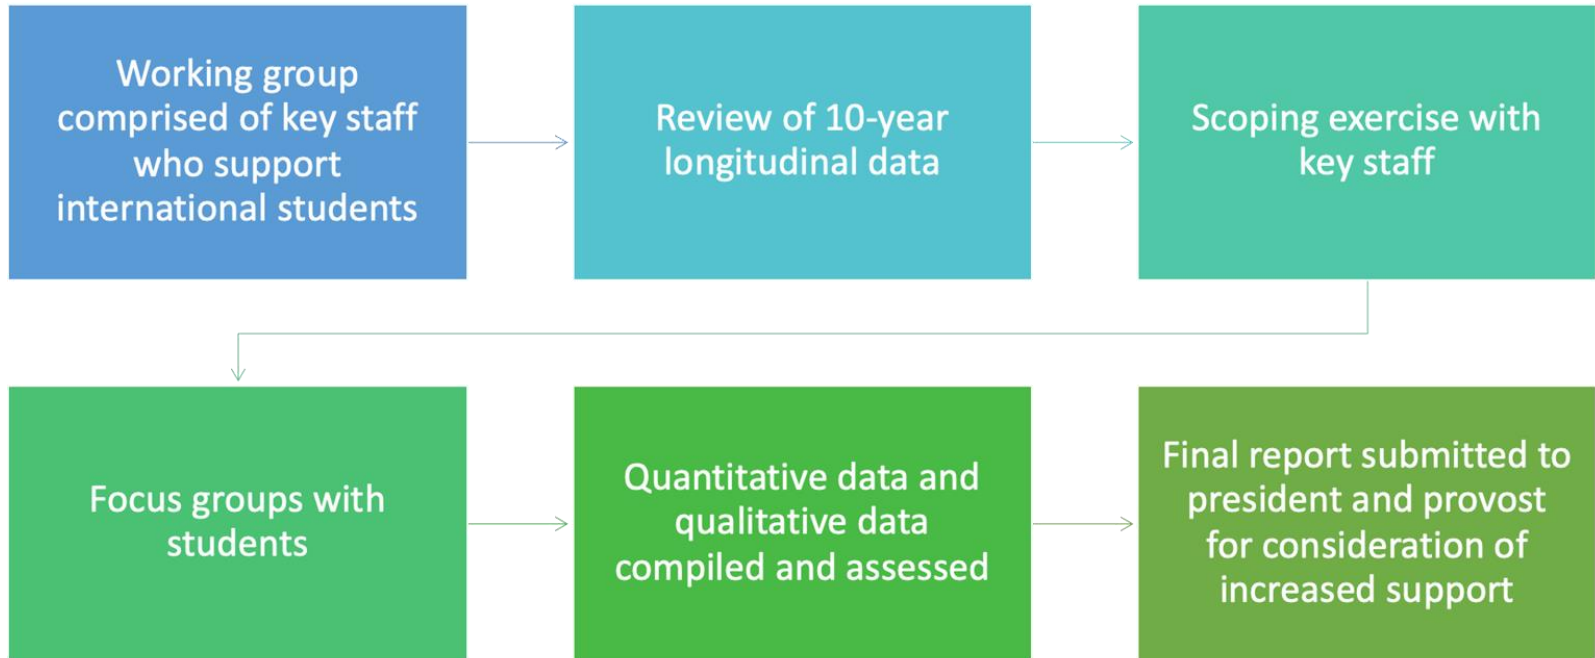 Working group
comprised of key staff
who support
international students
Review of 10-year
longitudinal data
Scoping exercise with
key staff
Focus groups with
students
Quantitative data and
qualitative data
compiled and assessed
Final report submitted to
president and provost
for consideration of
increased support